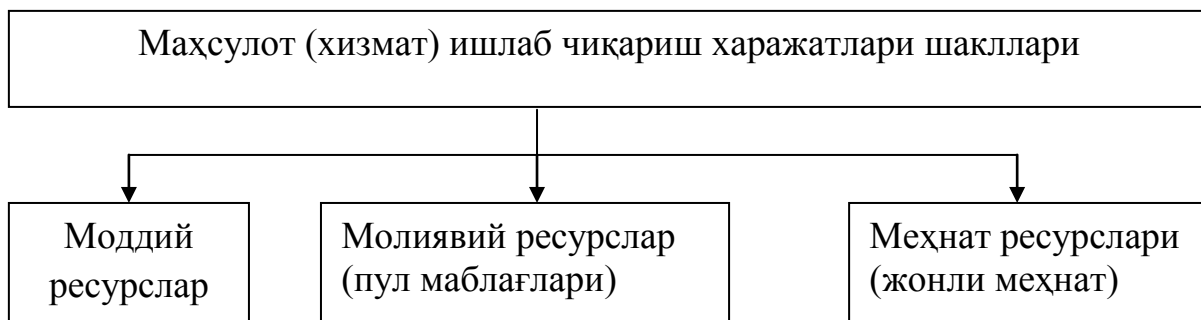 Маҳсулот (хизмат) ишлаб чиқариш харажатлари шакллари
Моддий
ресурслар
Молиявий ресурслар
(пул маблағлари)
Меҳнат ресурслари
(жонли меҳнат)